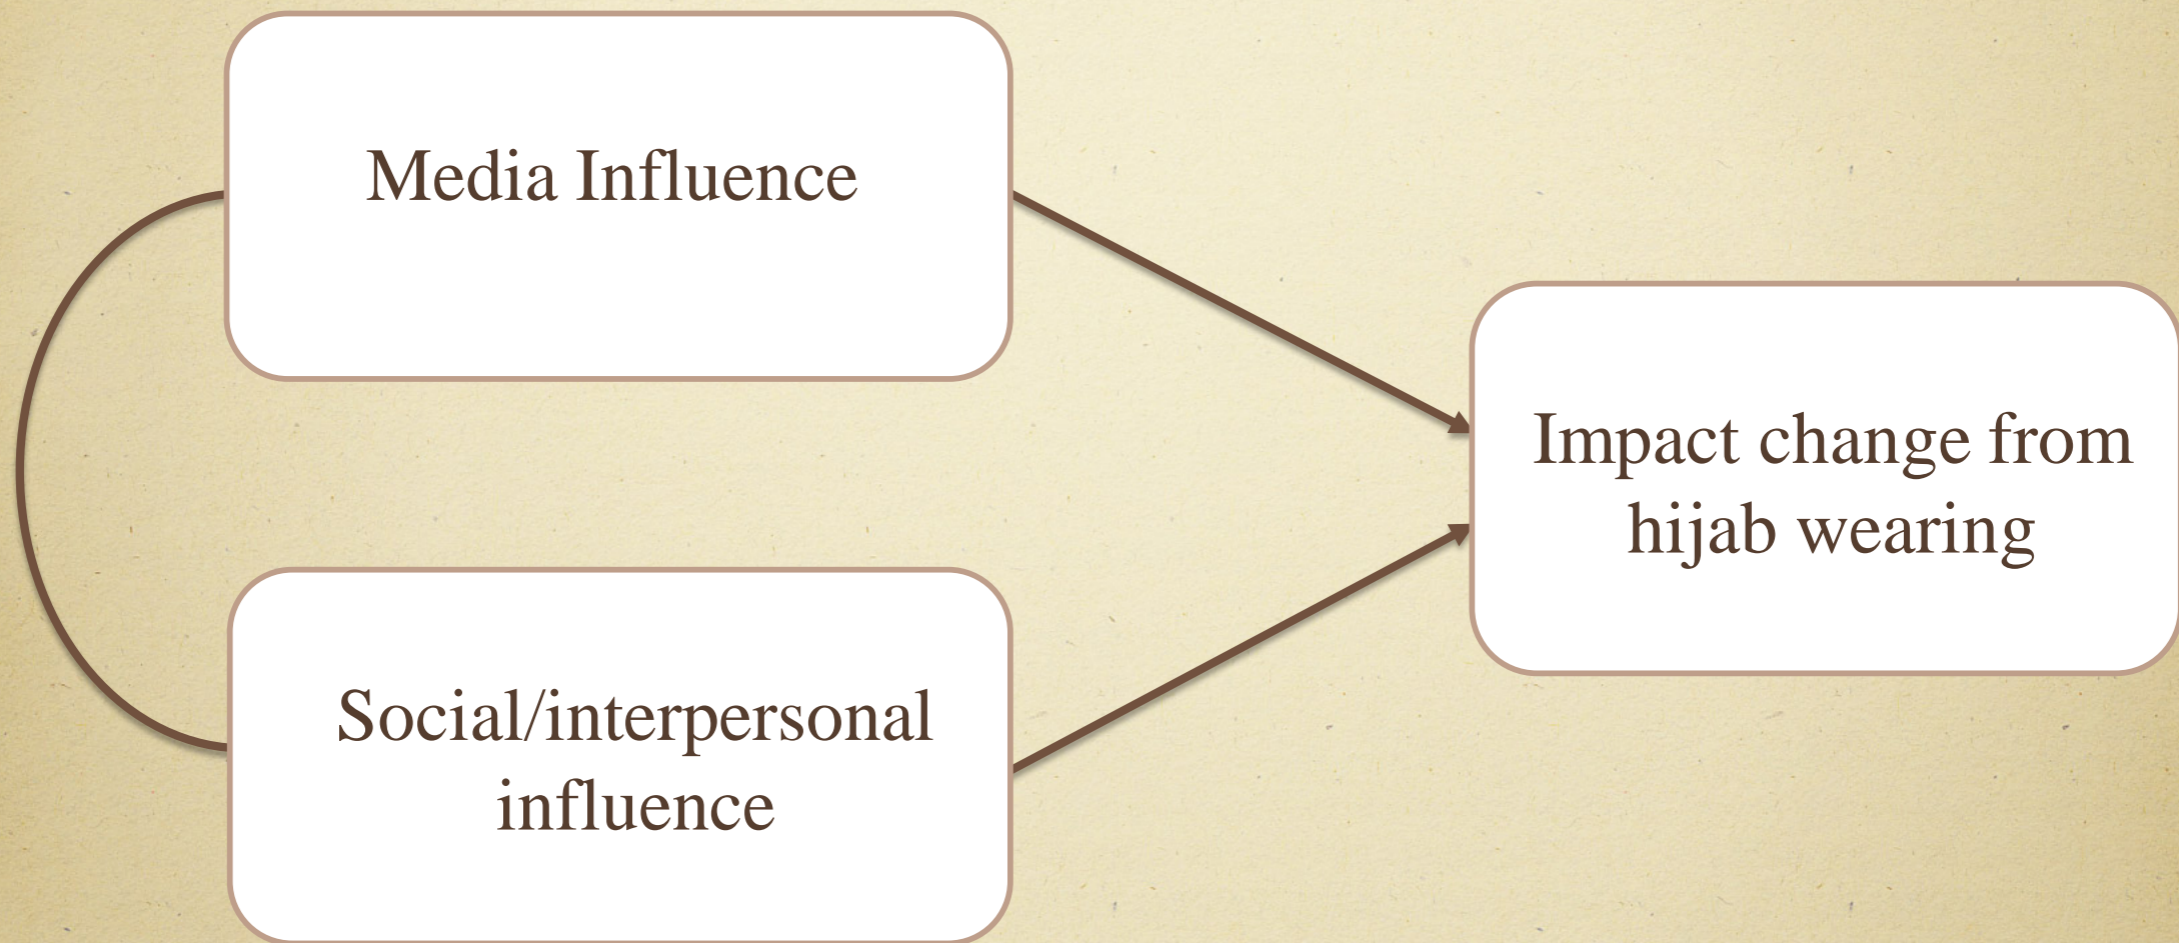 Media Influence
Impact change from
hijab wearing
Social/interpersonal
influence